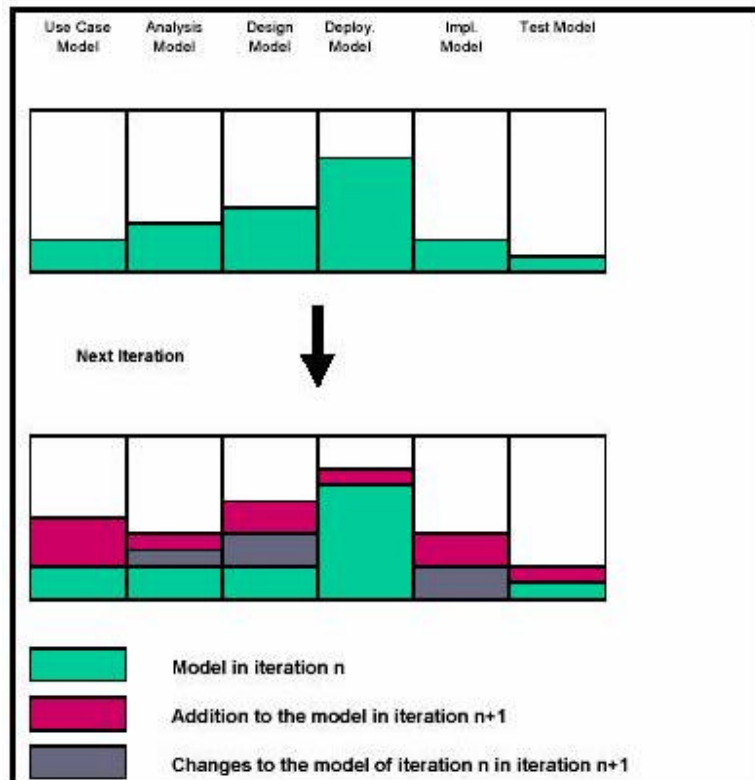 Use Case Model
Analysis Model
Design Model
Deploy. Model
Impl. Model
Test Model
Next Iteration
Model in iteration n
Addition to the model in iteration n+1
Changes to the model of iteration n in iteration n+1